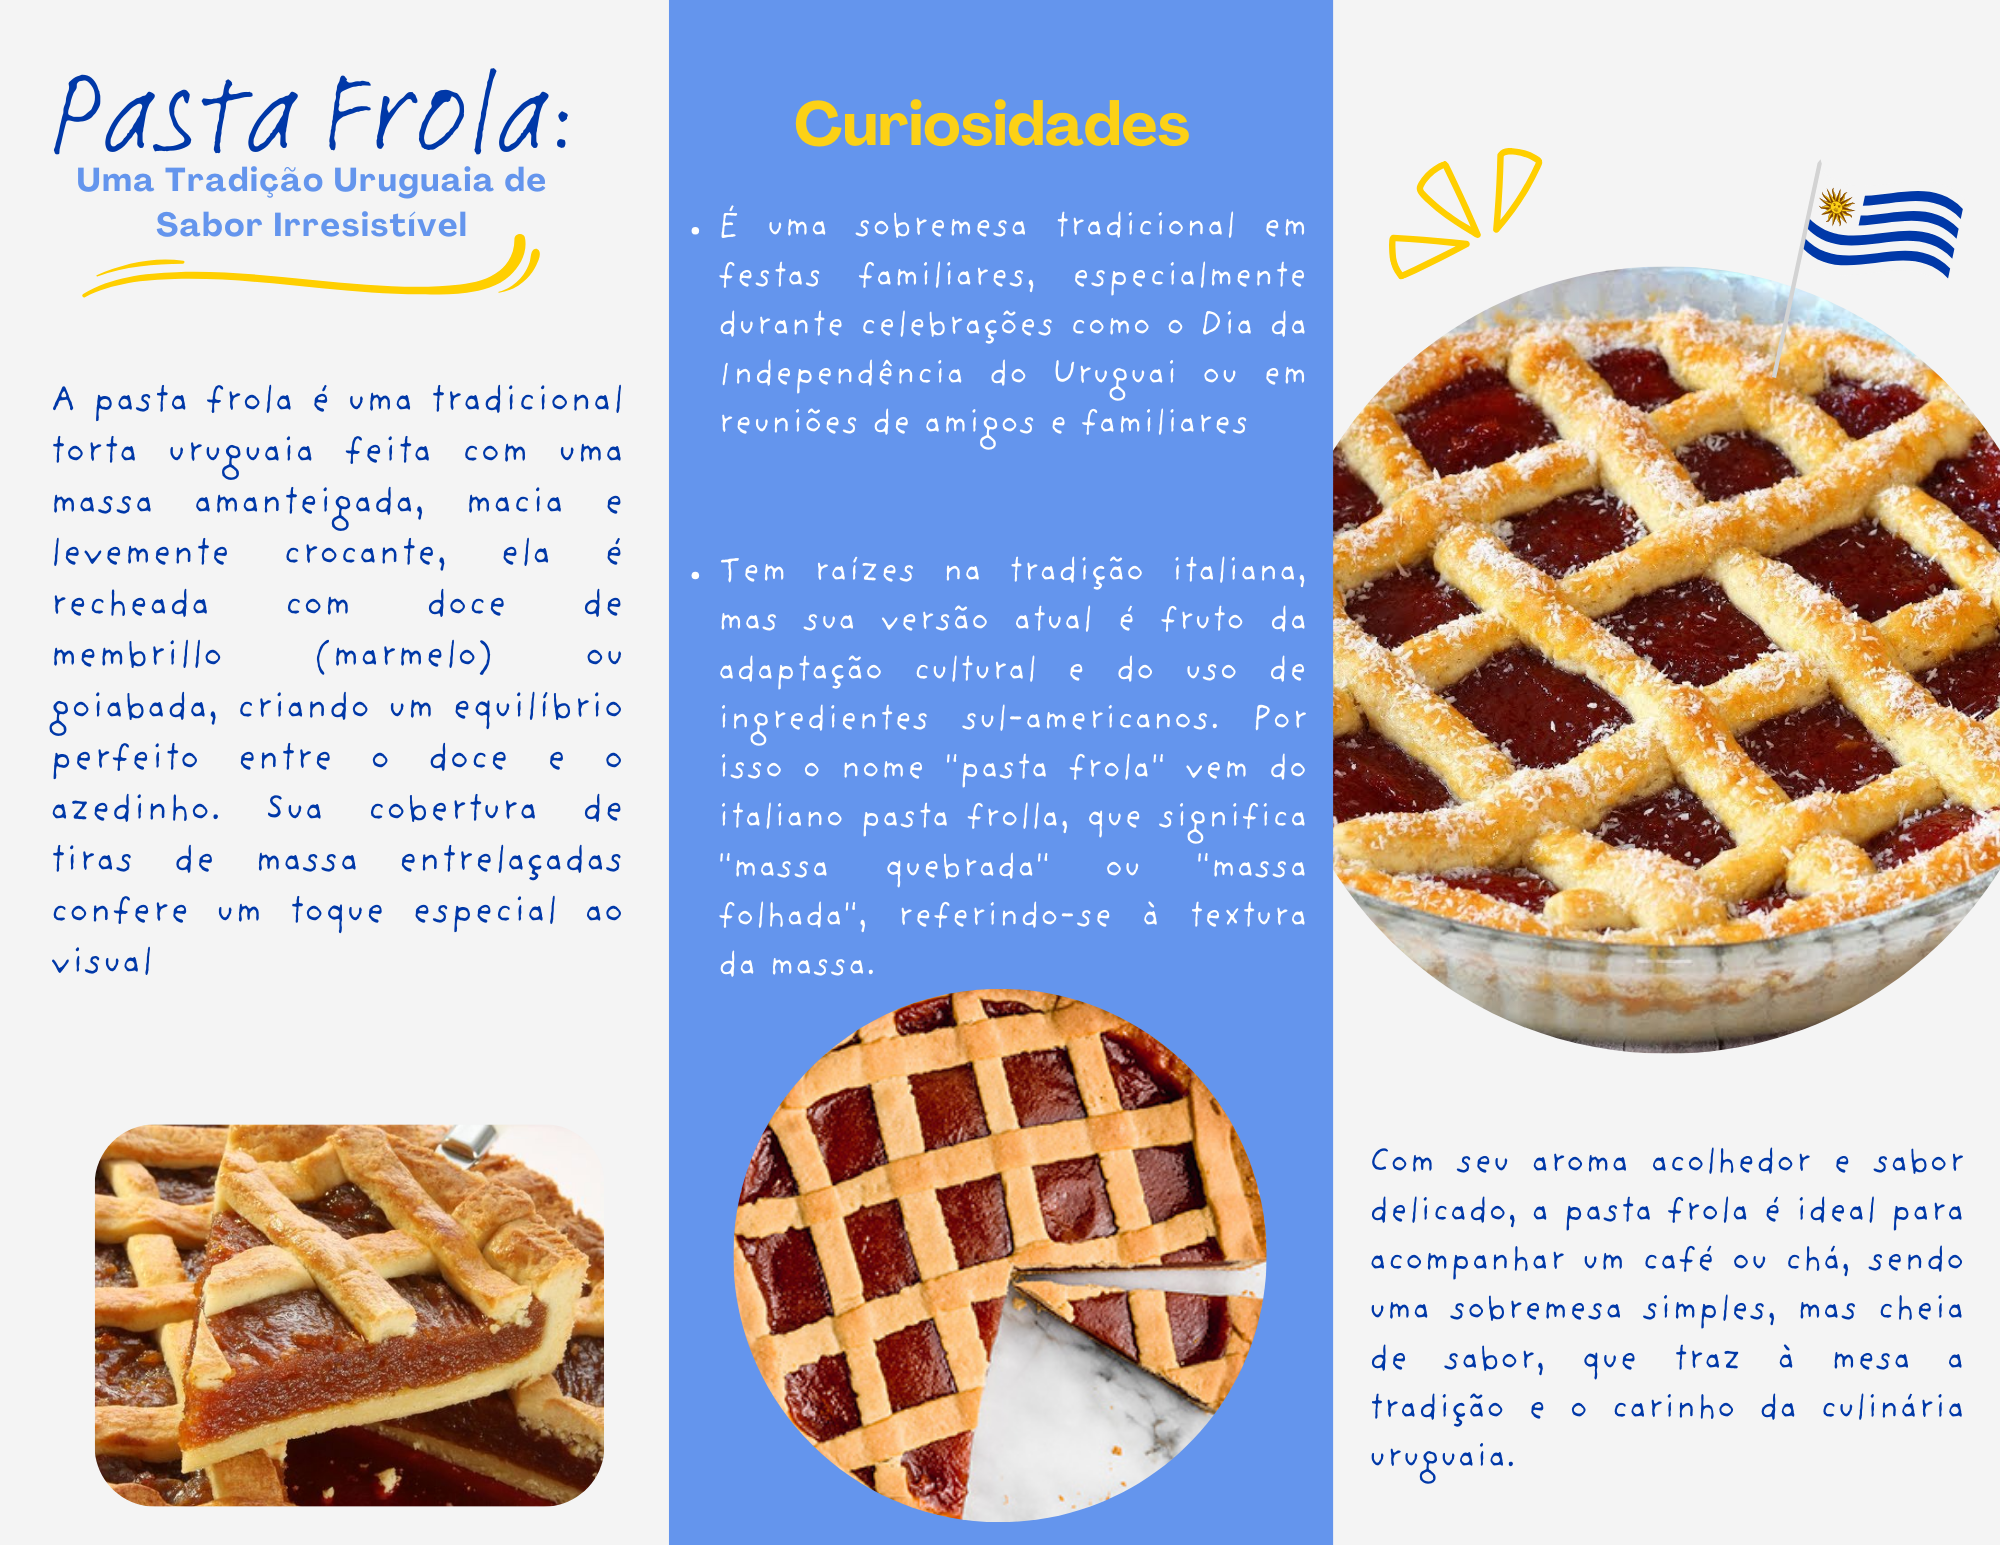 Pasta Frola:
Uma Tradição Uruguaia de
Sabor Irresistível
A pasta frola é uma tradicional
torta uruguaia feita com uma
massa amanteigada, macia e
levemente crocante, ela é
recheada com doce de
membrillo (marmelo) ou
goiabada, criando um equilíbrio
perfeito entre o doce e o
azedinho. Sua cobertura de
tiras de massa entrelaçadas
confere um toque especial ao
visual
Curiosidades
• É uma sobremesa tradicional em
festas familiares, especialmente
durante celebrações como o Dia da
Independência do Uruguai ou em
reuniões de amigos e familiares
• Tem raízes na tradição italiana,
mas sua versão atual é fruto da
adaptação cultural e do uso de
ingredientes sul-americanos. Por
isso o nome "pasta frola" vem do
italiano pasta frolla, que significa
"massa quebrada" ou "massa
folhada", referindo-se à textura
da massa.
Com seu aroma acolhedor e sabor
delicado, a pasta frola é ideal para
acompanhar um café ou chá, sendo
uma sobremesa simples, mas cheia
de sabor, que traz à mesa a
tradição e o carinho da culinária
uruguaia.